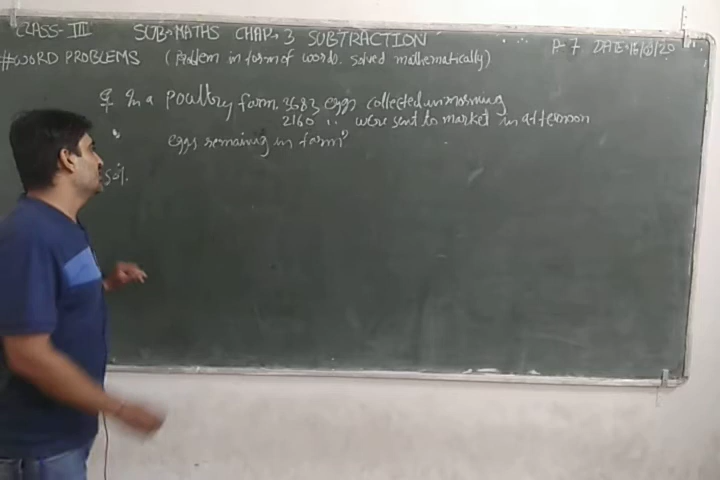 CLASS-III SUB-MATHS CHAP-3 SUBTRACTION P-7 DATE-16/
#WORD PROBLEMS (Problem in form of words. solved mathematically)
Q In a Poultry farm 3683 eggs collected in morning
2160 ,, were sent to market in afternoon
eggs remaining in farm?
Sol.